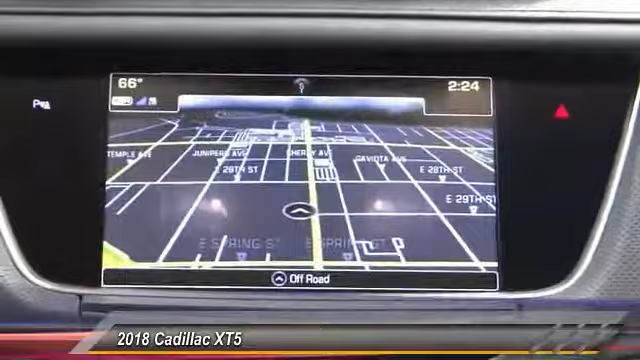 66° 2:24
TEMPLE AVE JUNIPERO AVE CHERRY AVE GAVIOTA AVE
E 28TH ST E 28TH ST
E 29TH ST
E SPRING ST E SPRING ST
Off Road
2018 Cadillac XT5